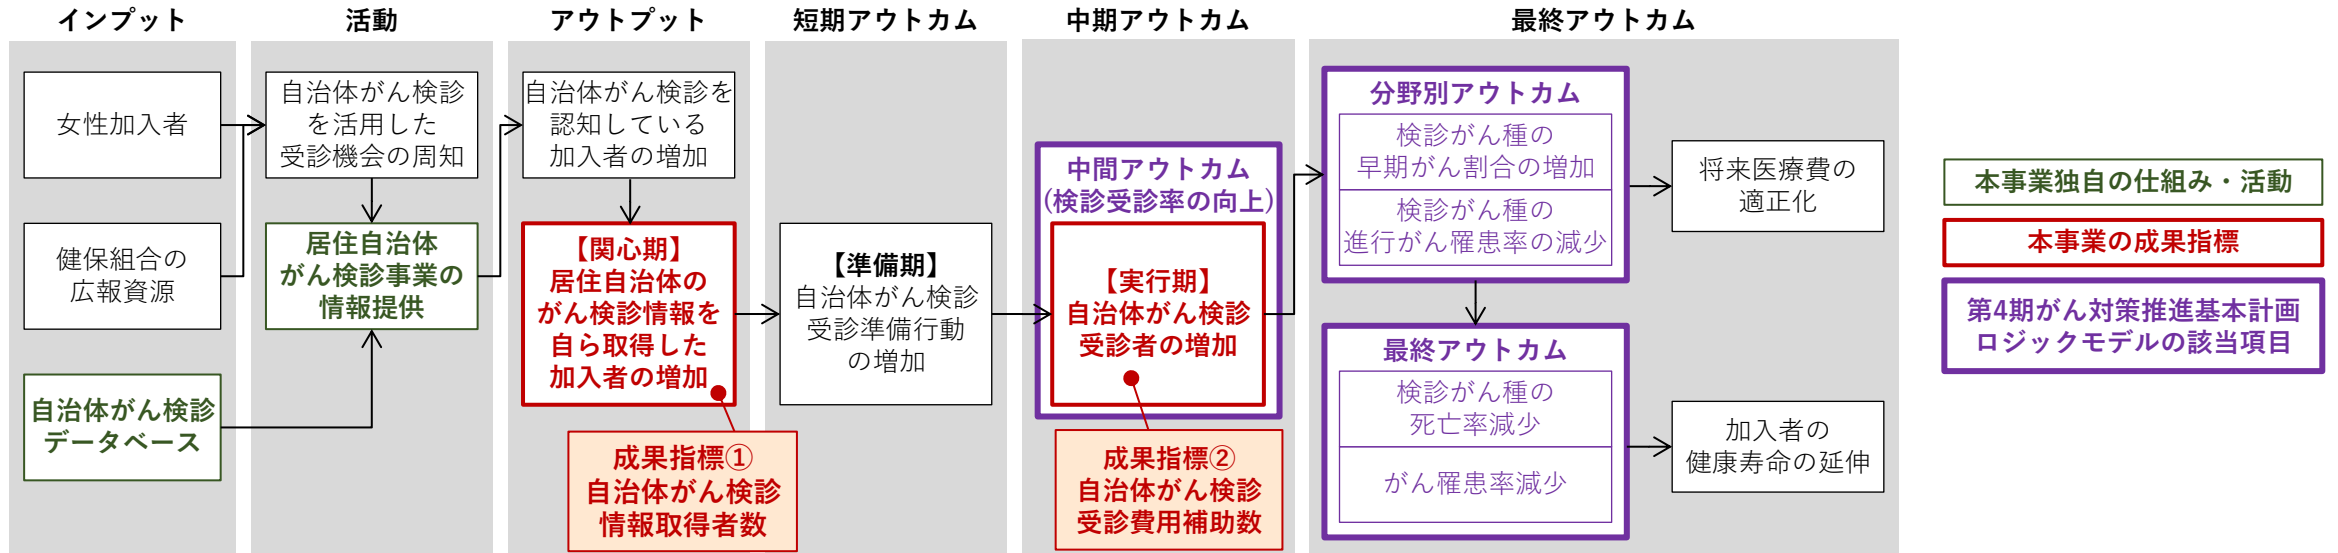 インプット
活動
アウトプット
短期アウトカム
中期アウトカム
最終アウトカム
女性加入者
健保組合の
広報資源
自治体がん検診
データベース
自治体がん検診
を活用した
受診機会の周知
居住自治体
がん検診事業の
情報提供
自治体がん検診を
認知している
加入者の増加
【関心期】
居住自治体の
がん検診情報を
自ら取得した
加入者の増加
成果指標①
自治体がん検診
情報取得者数
【準備期】
自治体がん検診
受診準備行動
の増加
中間アウトカム
(検診受診率の向上)
【実行期】
自治体がん検診
受診者の増加
成果指標②
自治体がん検診
受診費用補助数
分野別アウトカム
検診がん種の
早期がん割合の増加
検診がん種の
進行がん罹患率の減少
最終アウトカム
検診がん種の
死亡率減少
がん罹患率減少
将来医療費の
適正化
加入者の
健康寿命の延伸
本事業独自の仕組み・活動
本事業の成果指標
第4期がん対策推進基本計画
ロジックモデルの該当項目